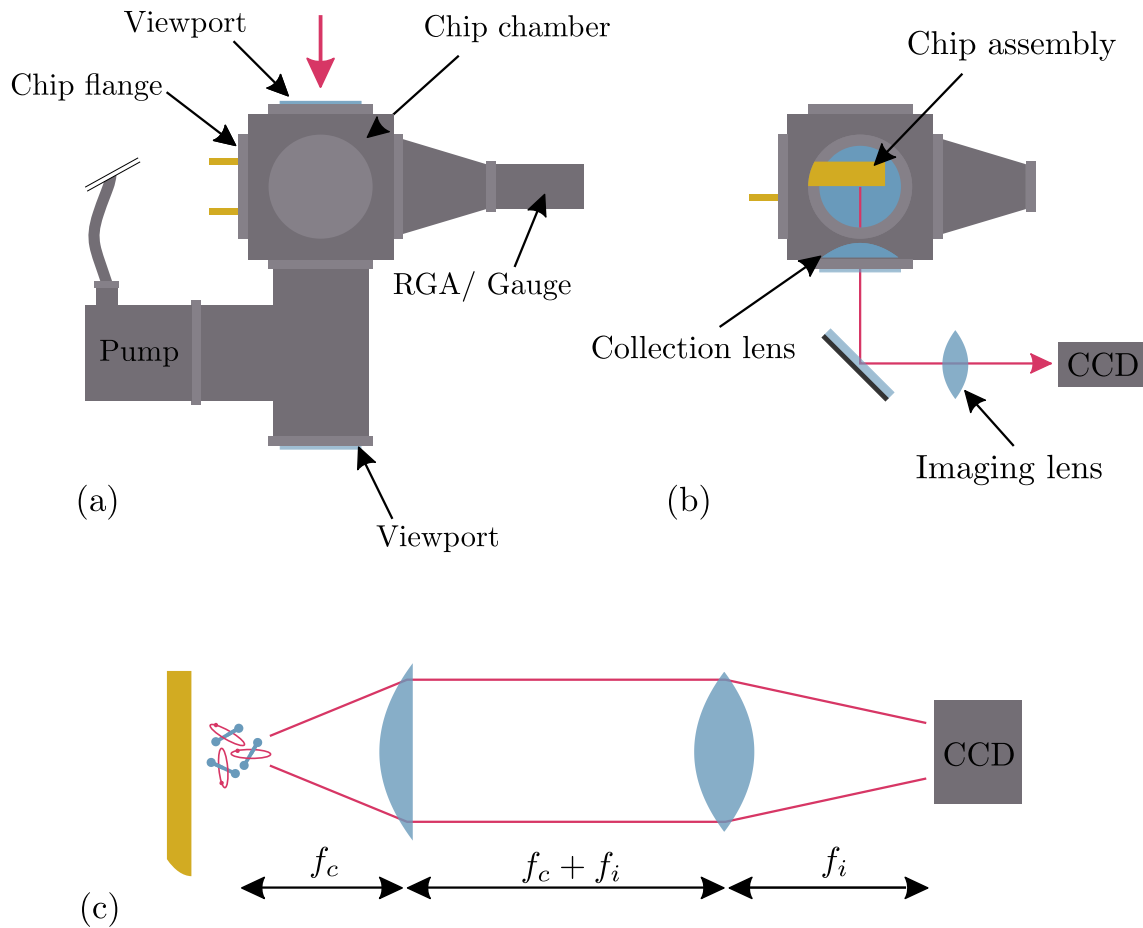 Viewport
Chip chamber
Chip flange
RGA/ Gauge
Pump
Viewport
(a)
Chip assembly
Collection lens
CCD
Imaging lens
(b)
CCD
f_c
f_c + f_i
f_i
(c)